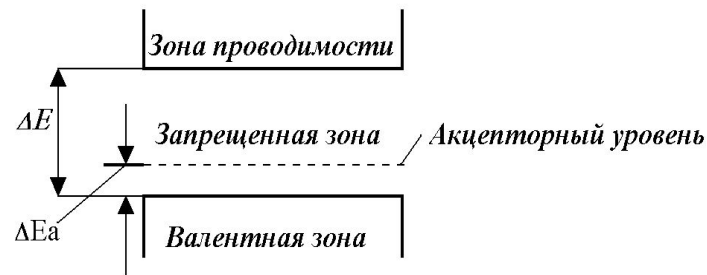 Зона проводимости
ΔE
Запрещенная зона
Акцепторный уровень
ΔEa
Валентная зона